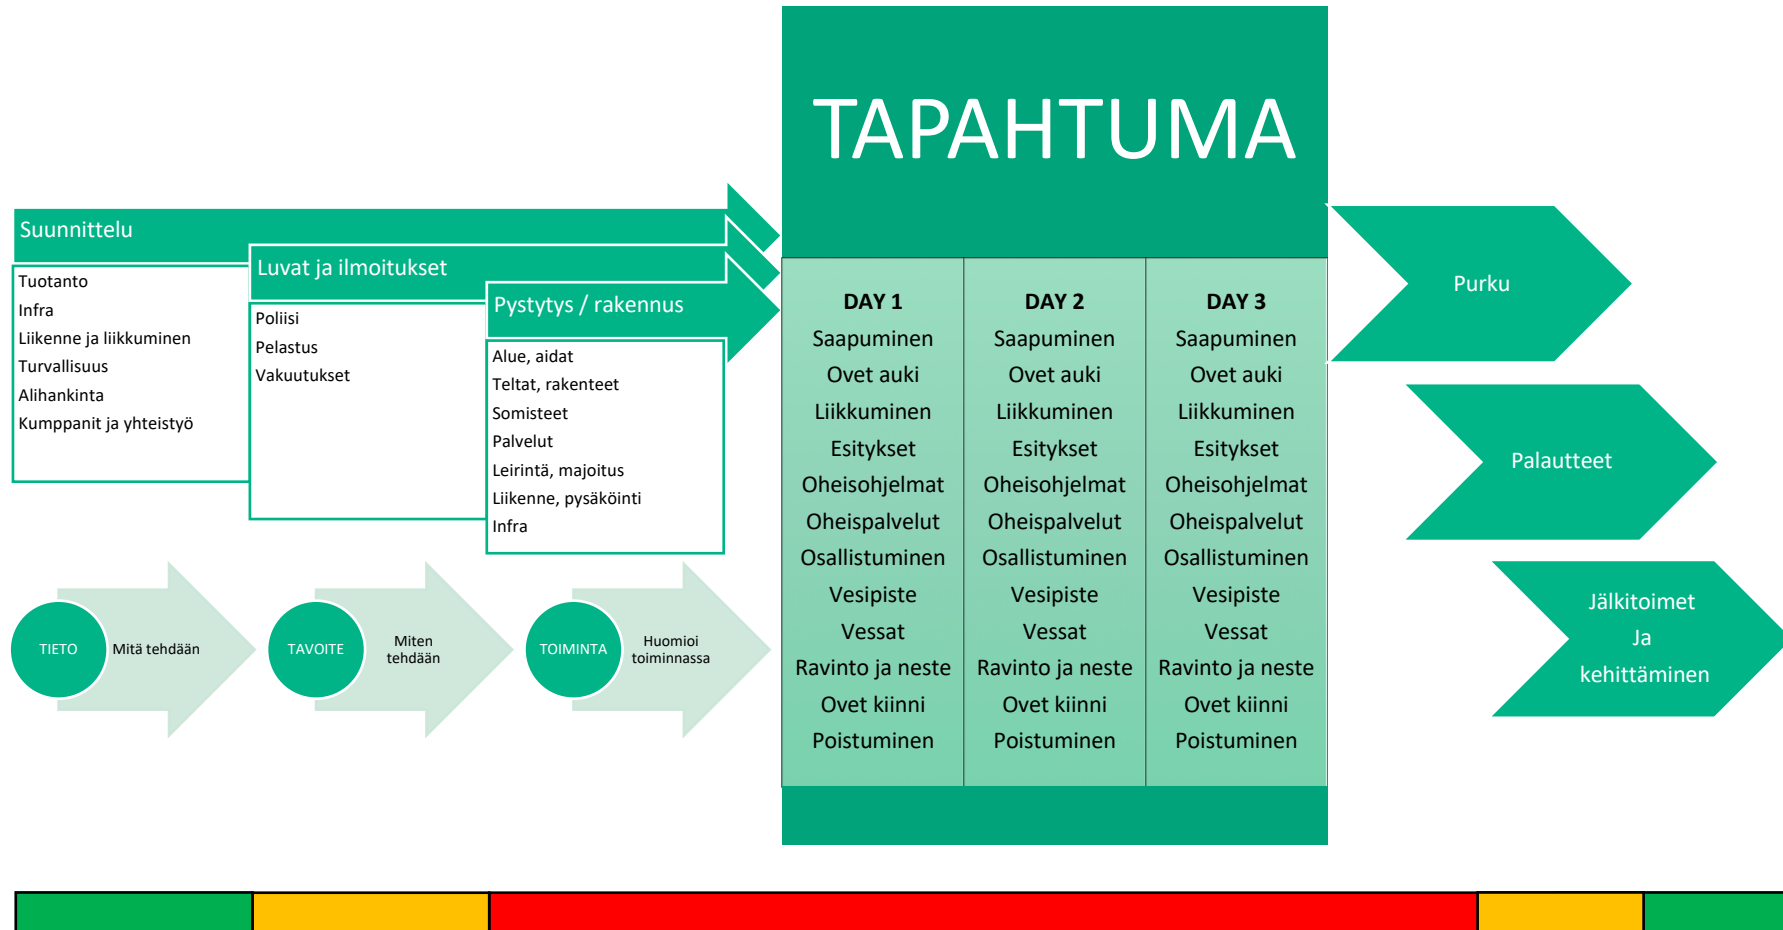 TAPAHTUMA
Suunnittelu
Tuotanto
Infra
Liikenne ja liikkuminen
Turvallisuus
Alihankinta
Kumppanit ja yhteistyö
Luvat ja ilmoitukset
Poliisi
Pelastus
Vakuutukset
Pystytys / rakennus
Alue, aidat
Teltat, rakenteet
Somisteet
Palvelut
Leirintä, majoitus
Liikenne, pysäköinti
Infra
TIETO
Mitä tehdään
TAVOITE
Miten
tehdään
TOIMINTA
Huomioi
toiminnassa
DAY 1
Saapuminen
Ovet auki
Liikkuminen
Esitykset
Oheisohjelmat
Oheispalvelut
Osallistuminen
Vesipiste
Vessat
Ravinto ja neste
Ovet kiinni
Poistuminen
DAY 2
Saapuminen
Ovet auki
Liikkuminen
Esitykset
Oheisohjelmat
Oheispalvelut
Osallistuminen
Vesipiste
Vessat
Ravinto ja neste
Ovet kiinni
Poistuminen
DAY 3
Saapuminen
Ovet auki
Liikkuminen
Esitykset
Oheisohjelmat
Oheispalvelut
Osallistuminen
Vesipiste
Vessat
Ravinto ja neste
Ovet kiinni
Poistuminen
Purku
Palautteet
Jälkitoimet
Ja
kehittäminen